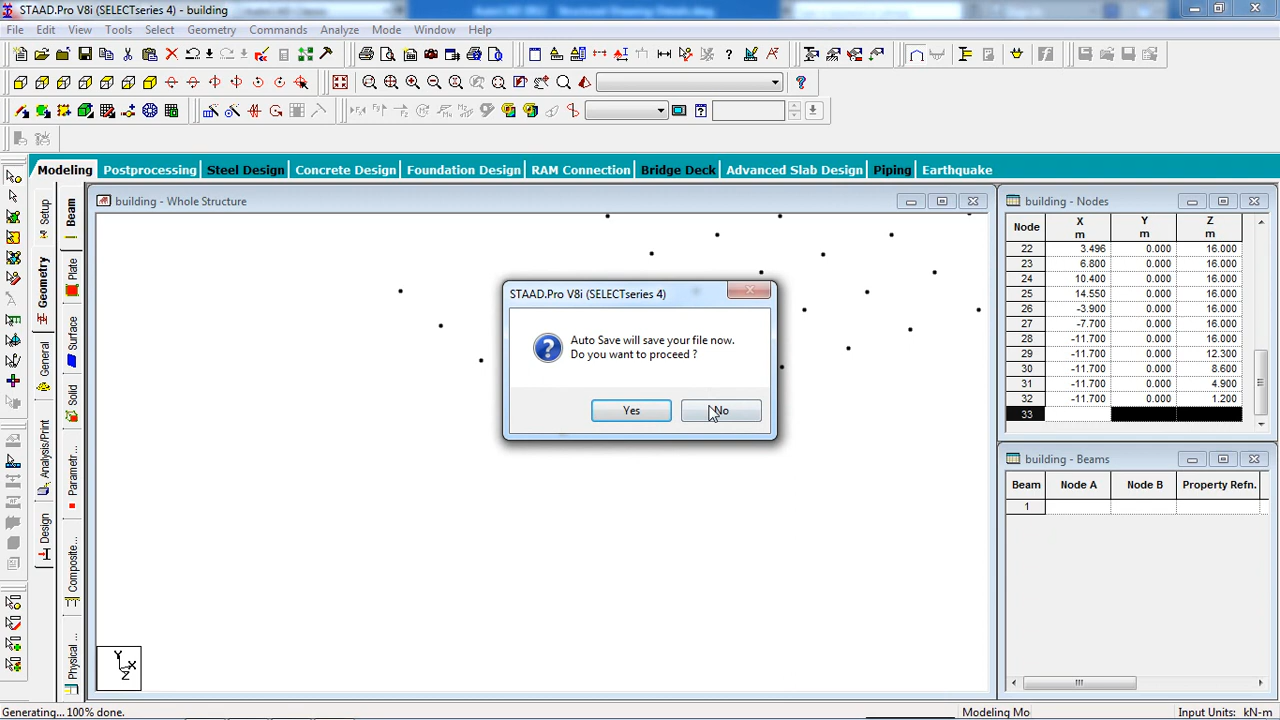 STAAD.Pro V8i (SELECTseries 4) - building
File Edit View Tools Select Geometry Commands Analyze Mode Window Help
Modeling Postprocessing Steel Design Concrete Design Foundation Design RAM Connection Bridge Deck Advanced Slab Design Piping Earthquake
Setup
Geometry
General
Analysis/Print
Design
Beam
Plate
Surface
Solid
Parametr...
Composite...
Physical ...
building - Whole Structure
Y
X
Z
STAAD.Pro V8i (SELECTseries 4)
Auto Save will save your file now.
Do you want to proceed ?
Yes No
building - Nodes
Node X m Y m Z m
22 3.496 0.000 16.000
23 6.800 0.000 16.000
24 10.400 0.000 16.000
25 14.550 0.000 16.000
26 -3.900 0.000 16.000
27 -7.700 0.000 16.000
28 -11.700 0.000 16.000
29 -11.700 0.000 12.300
30 -11.700 0.000 8.600
31 -11.700 0.000 4.900
32 -11.700 0.000 1.200
33
building - Beams
Beam Node A Node B Property Refn.
1
Generating... 100% done.
Modeling Mo
Input Units: kN-m